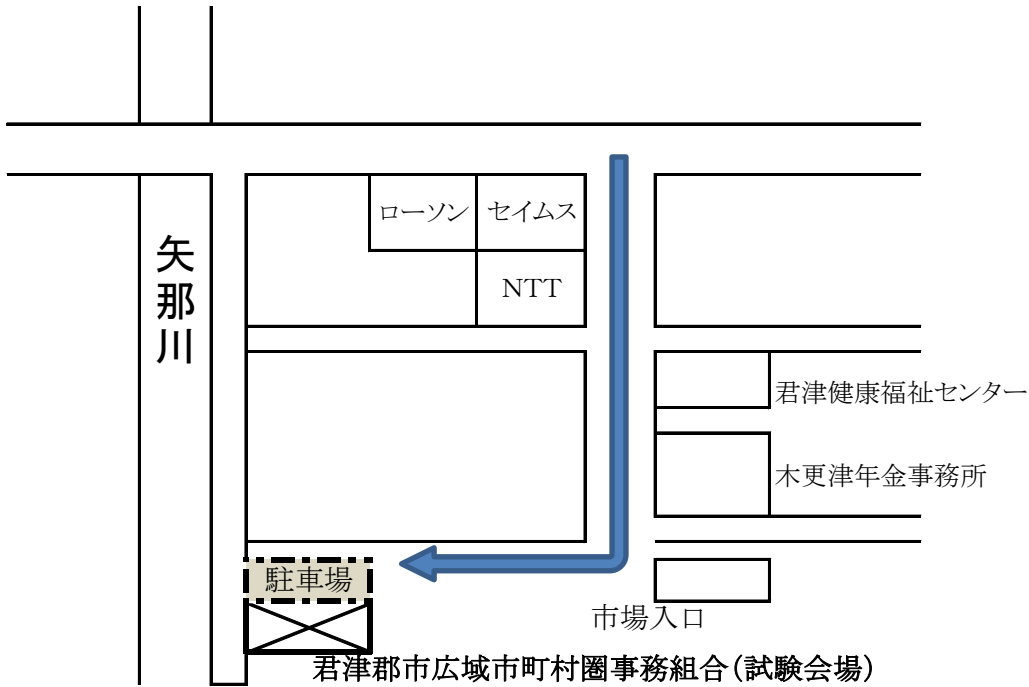 ローソン
セイムス
NTT
矢那川
君津健康福祉センター
木更津年金事務所
駐車場
市場入口
君津郡市広域市町村圏事務組合(試験会場)